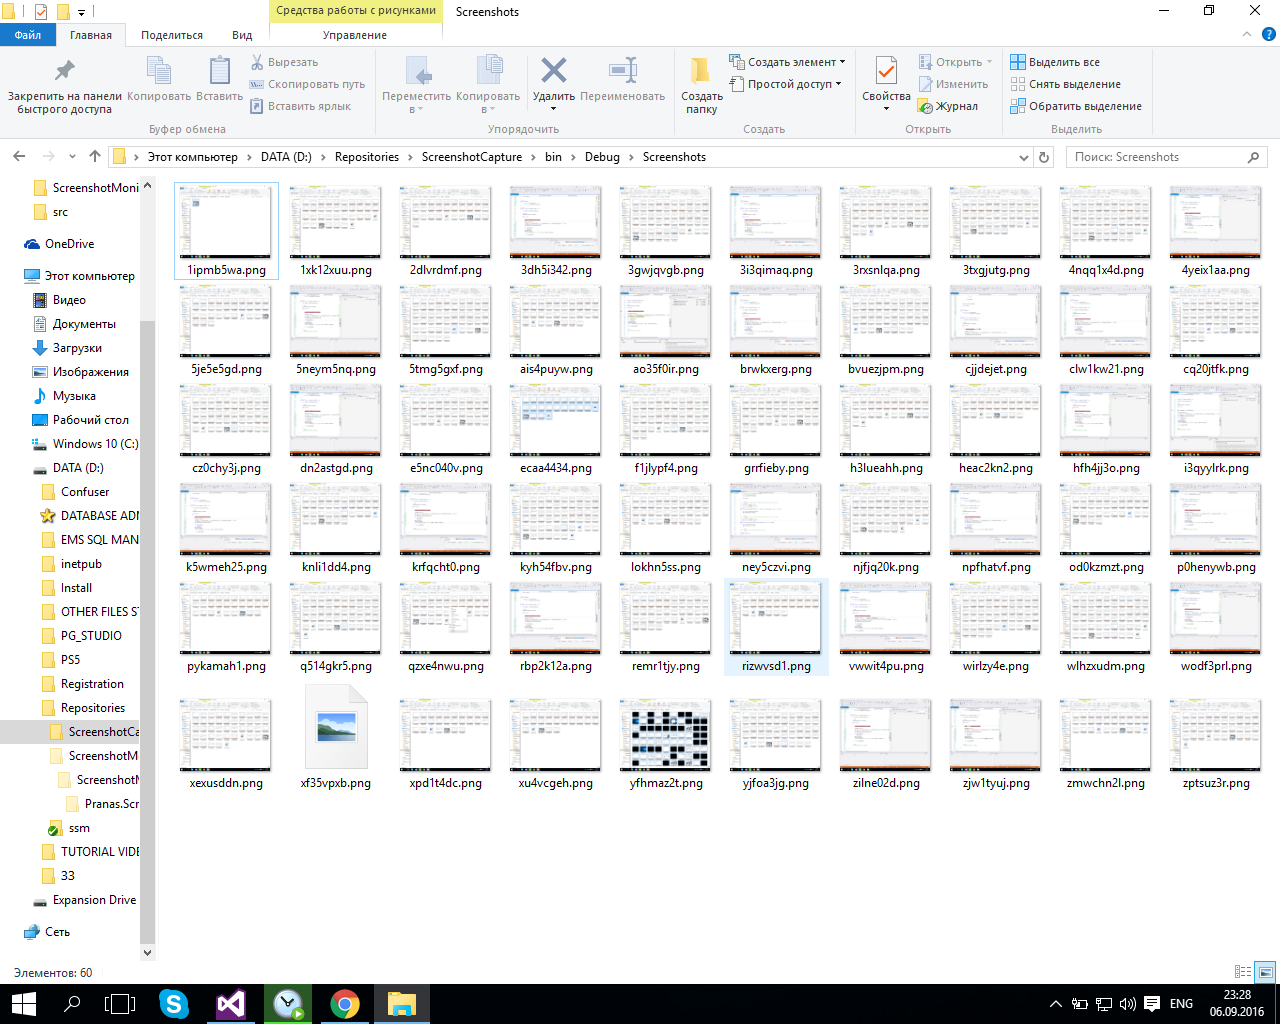 Средства работы с рисунками
Screenshots
Файл
Главная
Поделиться
Вид
Управление
Закрепить на панели быстрого доступа
Копировать
Вставить
Вырезать
Скопировать путь
Вставить ярлык
Буфер обмена
Переместить в
Копировать в
Удалить
Переименовать
Упорядочить
Создать папку
Создать элемент
Простой доступ
Создать
Свойства
Открыть
Изменить
Журнал
Открыть
Выделить все
Снять выделение
Обратить выделение
Выделить
Этот компьютер
DATA (D:)
Repositories
ScreenshotCapture
bin
Debug
Screenshots
Поиск: Screenshots
ScreenshotMoni
src
OneDrive
Этот компьютер
Видео
Документы
Загрузки
Изображения
Музыка
Рабочий стол
Windows 10 (C:)
DATA (D:)
Confuser
DATABASE ADM
EMS SQL MAN
inetpub
Install
OTHER FILES ST
PG_STUDIO
PS5
Registration
Repositories
ScreenshotCa
ScreenshotM
Screenshot
Pranas.Scr
ssm
TUTORIAL VIDE
33
Expansion Drive
Сеть
1ipmb5wa.png 1xk12xuu.png 2dlvrdmf.png 3dh5i342.png 3gwjqvgb.png 3i3qimaq.png 3rxsnlqa.png 3txgjutg.png 4nqq1x4d.png 4yeix1aa.png
5je5e5gd.png 5neym5nq.png 5tmg5gxf.png ais4puyw.png ao35f0ir.png brwkxerg.png bvuezjpm.png cjjdejet.png clw1kw21.png cq20jtfk.png
cz0chy3j.png dn2astgd.png e5nc040v.png ecaa4434.png f1jlypf4.png grrfieby.png h3lueahh.png heac2kn2.png hfh4jj3o.png i3qyylrk.png
k5wmeh25.png knli1dd4.png krfqcht0.png kyh54fbv.png lokhn5ss.png ney5czvi.png njfjq20k.png npfhatvf.png od0kzmzt.png p0henywb.png
pykamah1.png q514gkr5.png qzxe4nwu.png rbp2k12a.png remr1tjy.png rizwvsd1.png vwwit4pu.png wirlzy4e.png wlhzxudm.png wodf3prl.png
xexusddn.png xf35vpxb.png xpd1t4dc.png xu4vcgeh.png yfhmaz2t.png yjfoa3jg.png zilne02d.png zjw1tyuj.png zmwchn2l.png zptsuz3r.png
Элементов: 60
ENG
23:28
06.09.2016